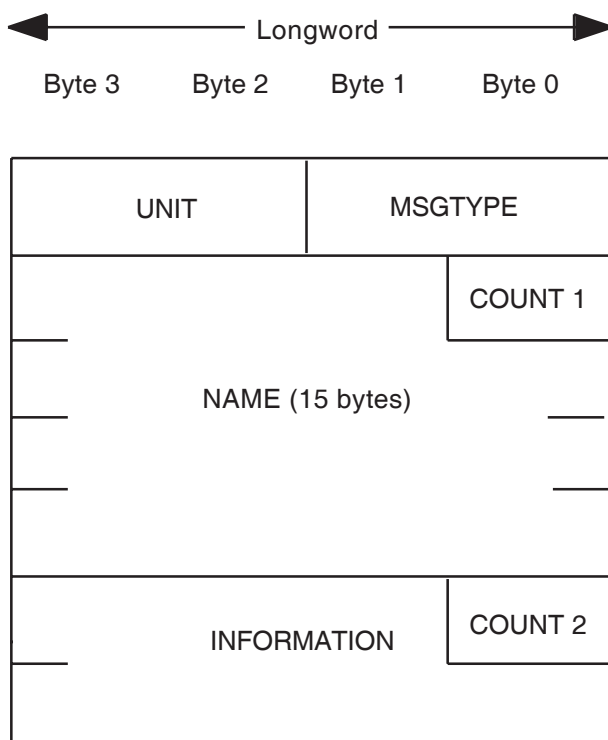 Longword
Byte 3 Byte 2 Byte 1 Byte 0
UNIT MSGTYPE
COUNT 1
NAME (15 bytes)
COUNT 2
INFORMATION